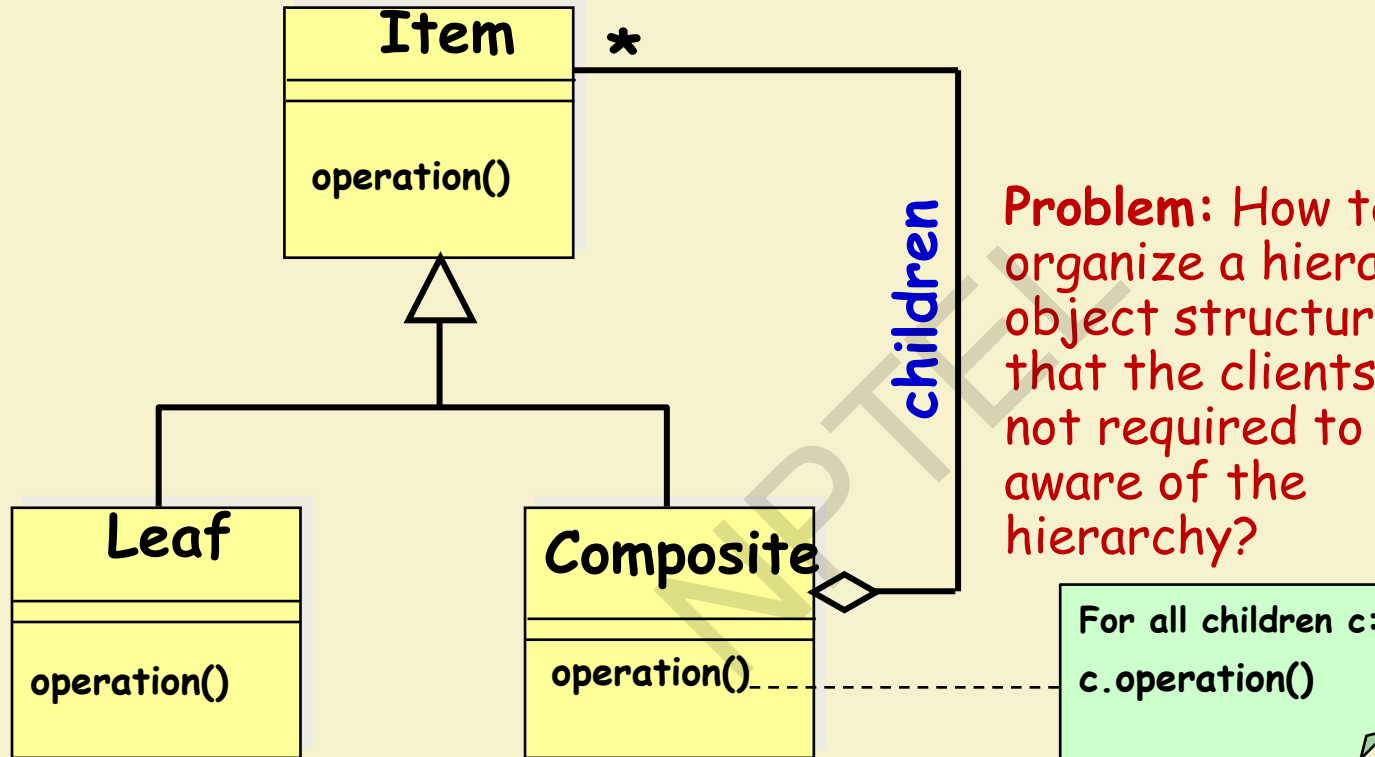 Item
*
operation()
children
Problem: How to
organize a hiera
object structur
that the clients
not required to
aware of the
hierarchy?
Leaf
Composite
operation()
operation()
For all children c:
c.operation()
NPTEL